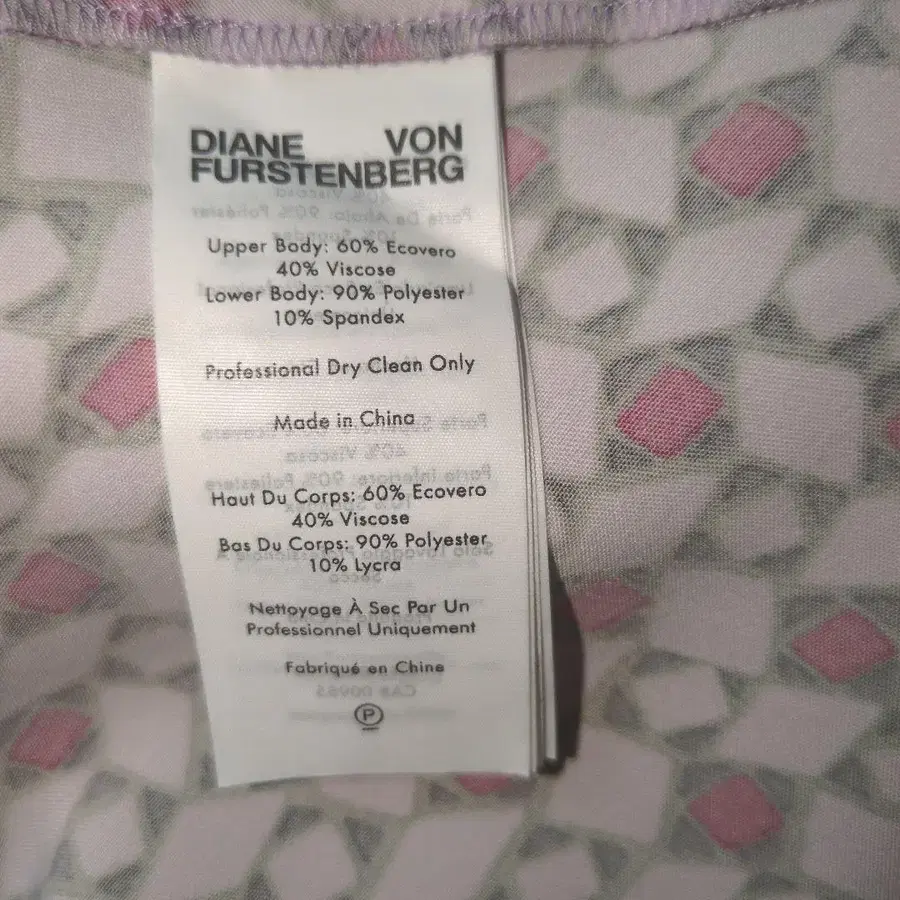 DIANE VON
FURSTENBERG
Upper Body: 60% Ecovero
40% Viscose
Lower Body: 90% Polyester
10% Spandex
Professional Dry Clean Only
Made in China
Haut Du Corps: 60% Ecovero
40% Viscose
Bas Du Corps: 90% Polyester
10% Lycra
Nettoyage À Sec Par Un
Professionnel Uniquement
Fabriqué en Chine
P